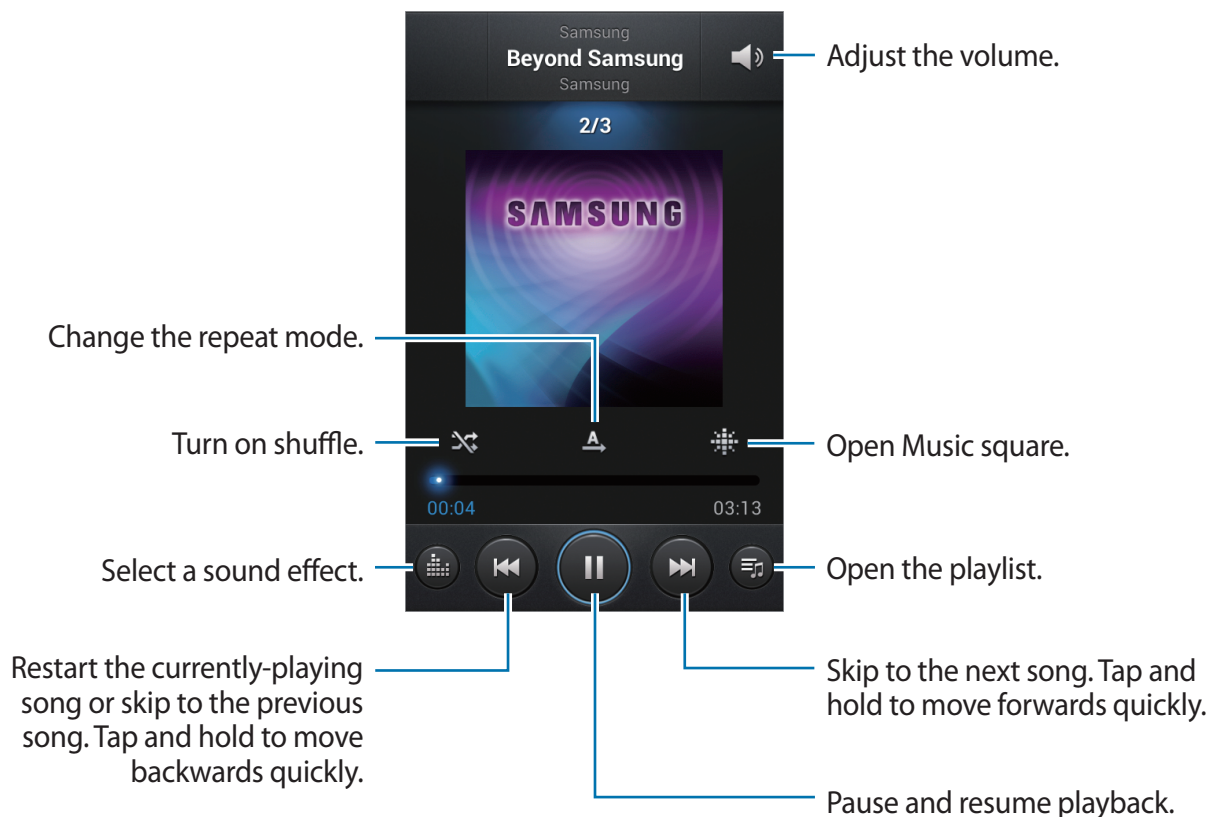 Samsung
Beyond Samsung
Samsung
Adjust the volume.
2/3
SAMSUNG
Change the repeat mode.
A
Turn on shuffle.
Open Music square.
00:04
03:13
Select a sound effect.
Open the playlist.
Restart the currently-playing
song or skip to the previous
song. Tap and hold to move
backwards quickly.
Skip to the next song. Tap and
hold to move forwards quickly.
Pause and resume playback.